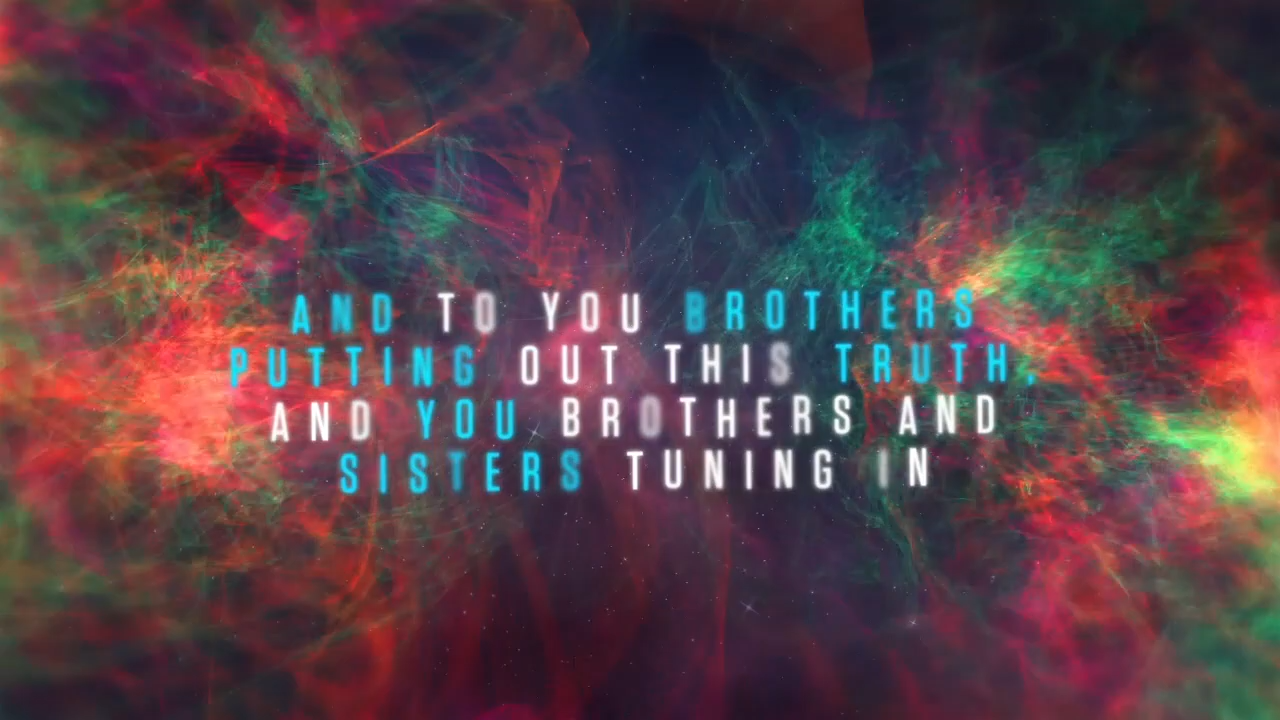 AND TO YOU BROTHERS
PUTTING OUT THIS TRUTH,
AND YOU BROTHERS AND
SISTERS TUNING IN